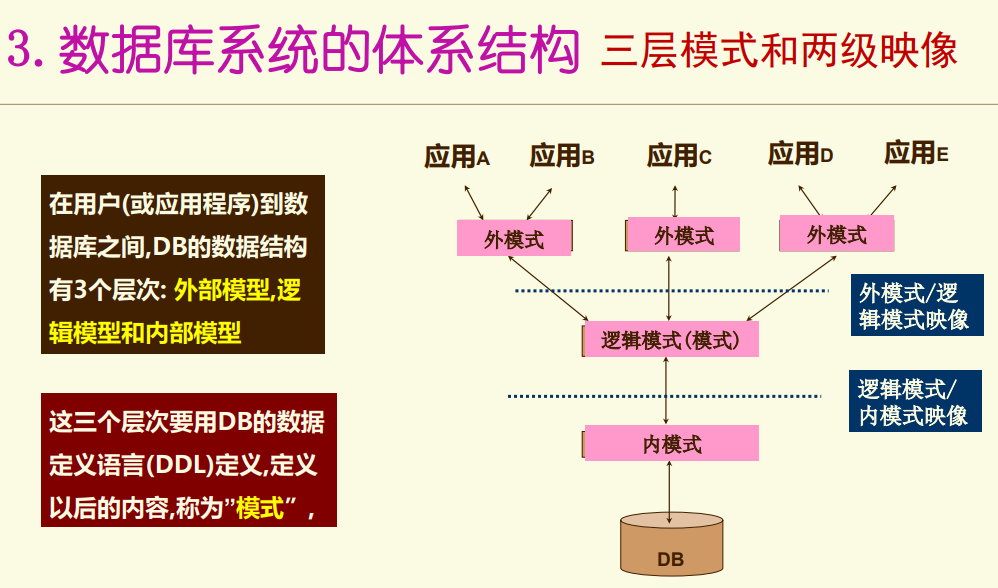 3.数据库系统的体系结构 三层模式和两级映像
应用A 应用B 应用C 应用D 应用E
在用户(或应用程序)到数
据库之间,DB的数据结构
有3个层次: 外部模型,逻
辑模型和内部模型
外模式 外模式 外模式
外模式/逻
辑模式映像
逻辑模式(模式)
逻辑模式/
内模式映像
这三个层次要用DB的数据
定义语言(DDL)定义,定义
以后的内容,称为”模式”,
内模式
DB